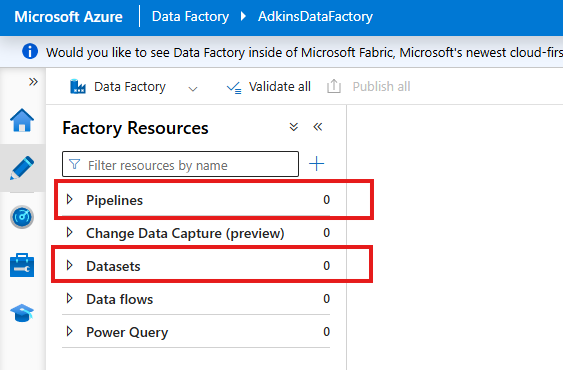 Microsoft Azure Data Factory AdkinsDataFactory
Would you like to see Data Factory inside of Microsoft Fabric, Microsoft's newest cloud-firs
Data Factory Validate all Publish all
Factory Resources
Filter resources by name
Pipelines 0
Change Data Capture (preview) 0
Datasets 0
Data flows 0
Power Query 0